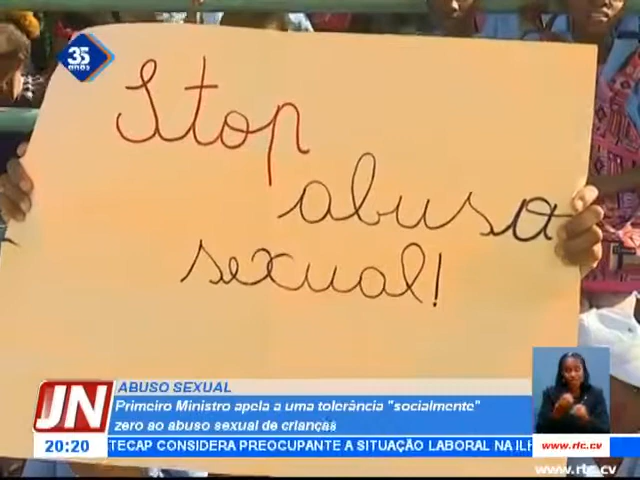 35
anos
Stop
abuso
sexual!
JN
ABUSO SEXUAL
Primeiro Ministro apela a uma tolerância "socialmente"
zero ao abuso sexual de crianças
20:20
TECAP CONSIDERA PREOCUPANTE A SITUAÇÃO LABORAL NA ILH
www.rtc.cv
www.rtc.cv